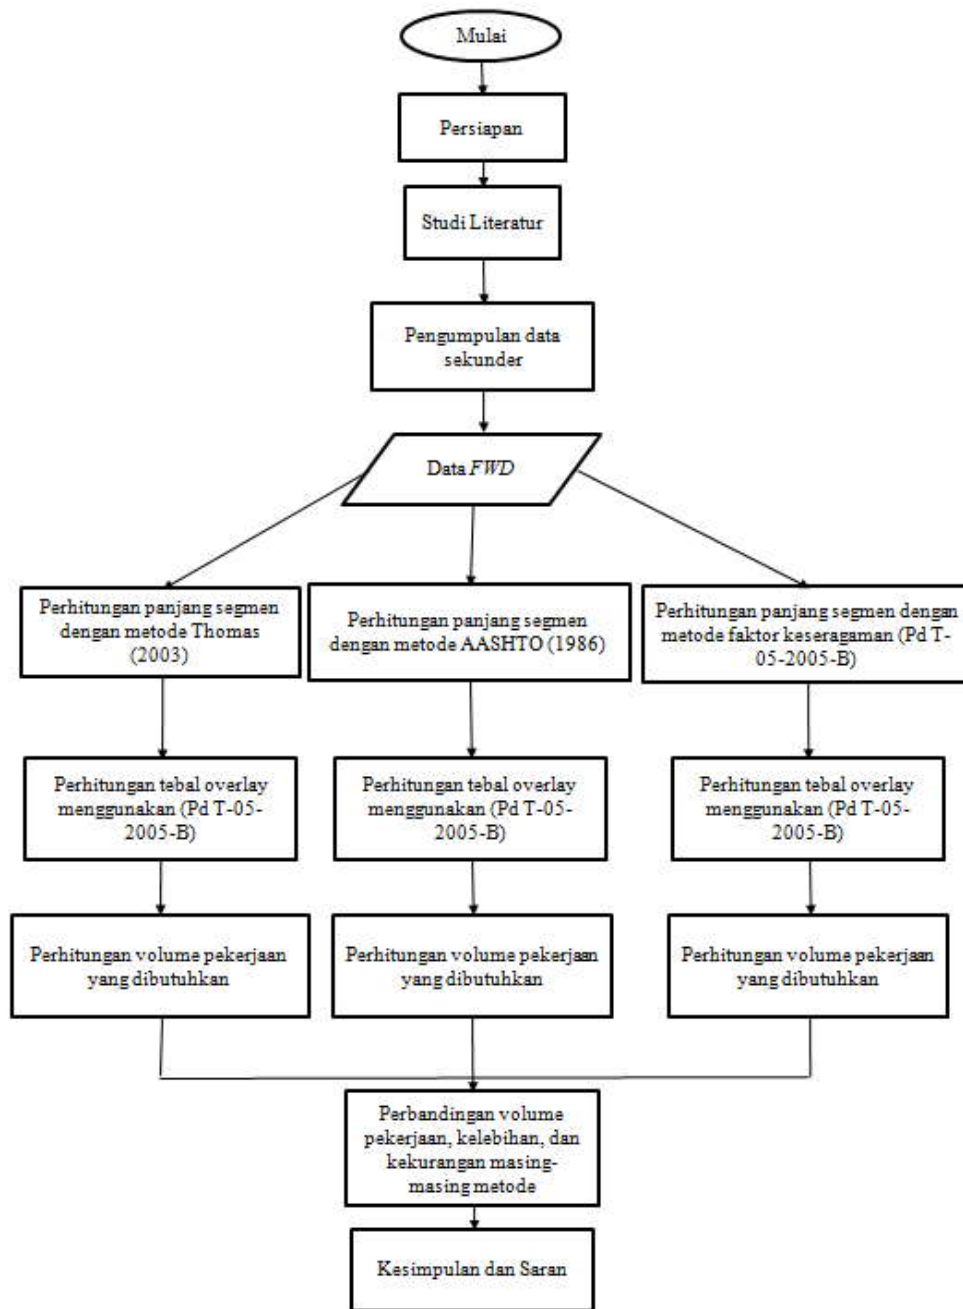 Mulai
Persiapan
Studi Literatur
Pengumpulan data
sekunder
Data FWD
Perhitungan panjang segmen
dengan metode Thomas
(2003)
Perhitungan panjang segmen
dengan metode AASHTO (1986)
Perhitungan panjang segmen dengan
metode faktor keseragaman (Pd T-
05-2005-B)
Perhitungan tebal overlay
menggunakan (Pd T-05-
2005-B)
Perhitungan tebal overlay
menggunakan (Pd T-05-
2005-B)
Perhitungan tebal overlay
menggunakan (Pd T-05-
2005-B)
Perhitungan volume pekerjaan
yang dibutuhkan
Perhitungan volume pekerjaan
yang dibutuhkan
Perhitungan volume pekerjaan
yang dibutuhkan
Perbandingan volume
pekerjaan, kelebihan, dan
kekurangan masing-
masing metode
Kesimpulan dan Saran